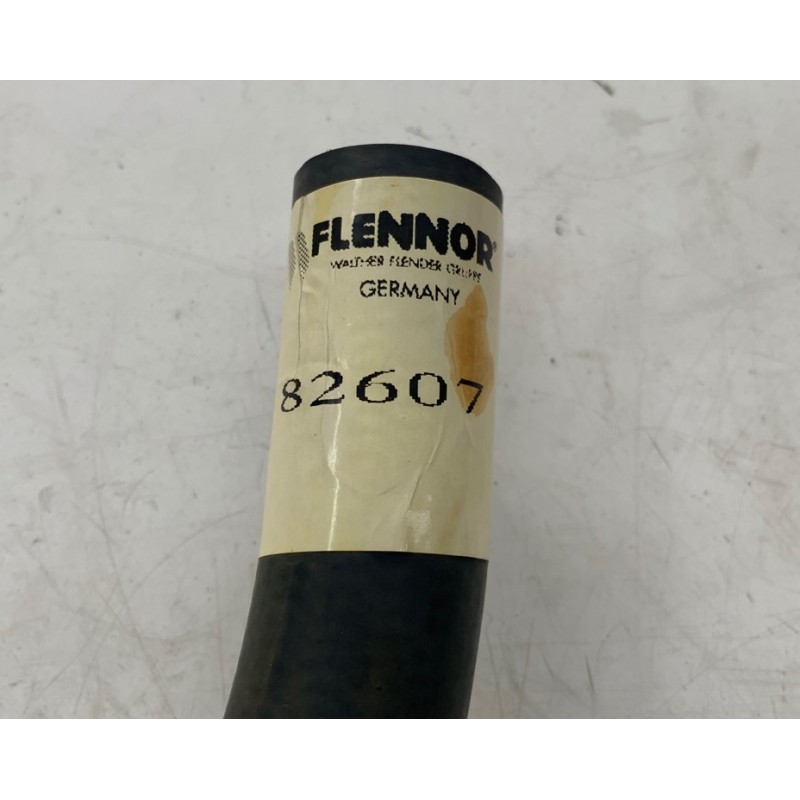 FLENNOR®
WALTHER FLENDER GRUPPE
GERMANY
82607